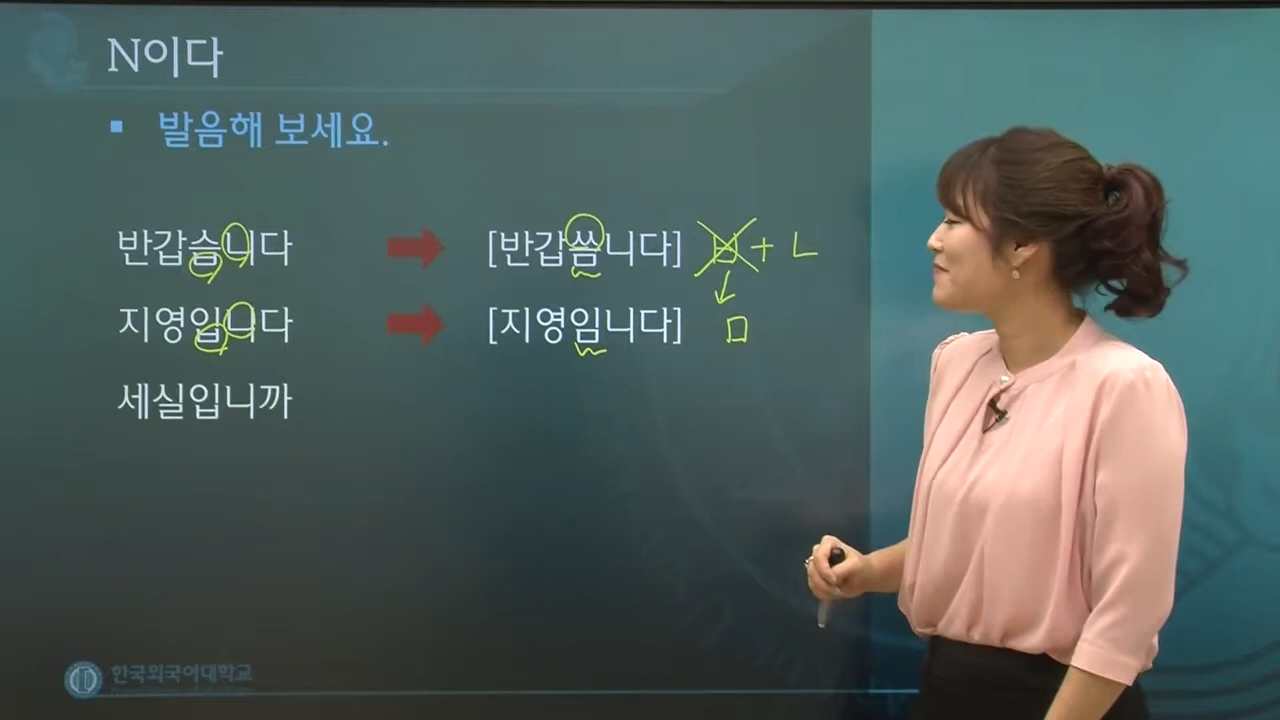 N이다
▪ 발음해 보세요.
반갑습니다 → [반갑씀니다] ㅂ + ㄴ
지영입니다 → [지영임니다] ㅁ
세실입니까
한국외국어대학교